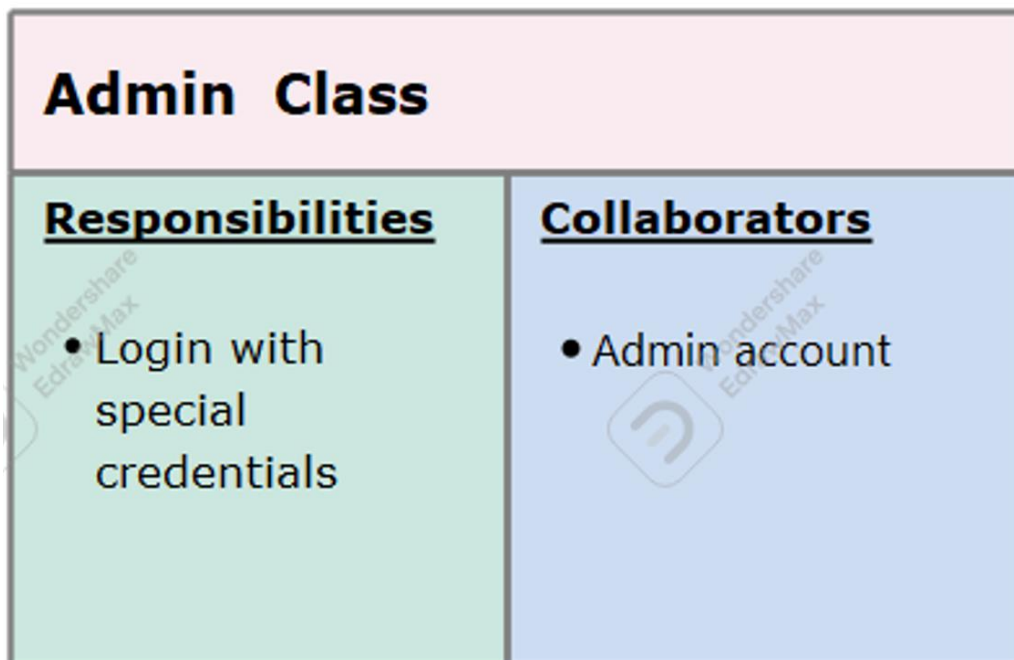 Admin Class
Responsibilities
Collaborators
• Login with
special
credentials
• Admin account
Wondershare
EdrawMax
Wondershare
EdrawMax